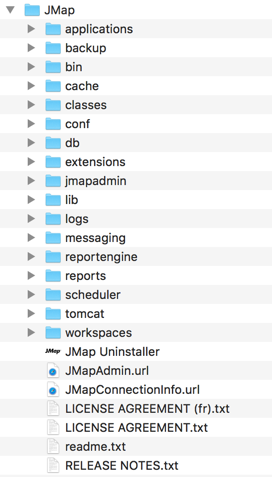 JMap
applications
backup
bin
cache
classes
conf
db
extensions
jmapadmin
lib
logs
messaging
reportengine
reports
scheduler
tomcat
workspaces
JMap JMap Uninstaller
JMapAdmin.url
JMapConnectionInfo.url
LICENSE AGREEMENT (fr).txt
LICENSE AGREEMENT.txt
readme.txt
RELEASE NOTES.txt